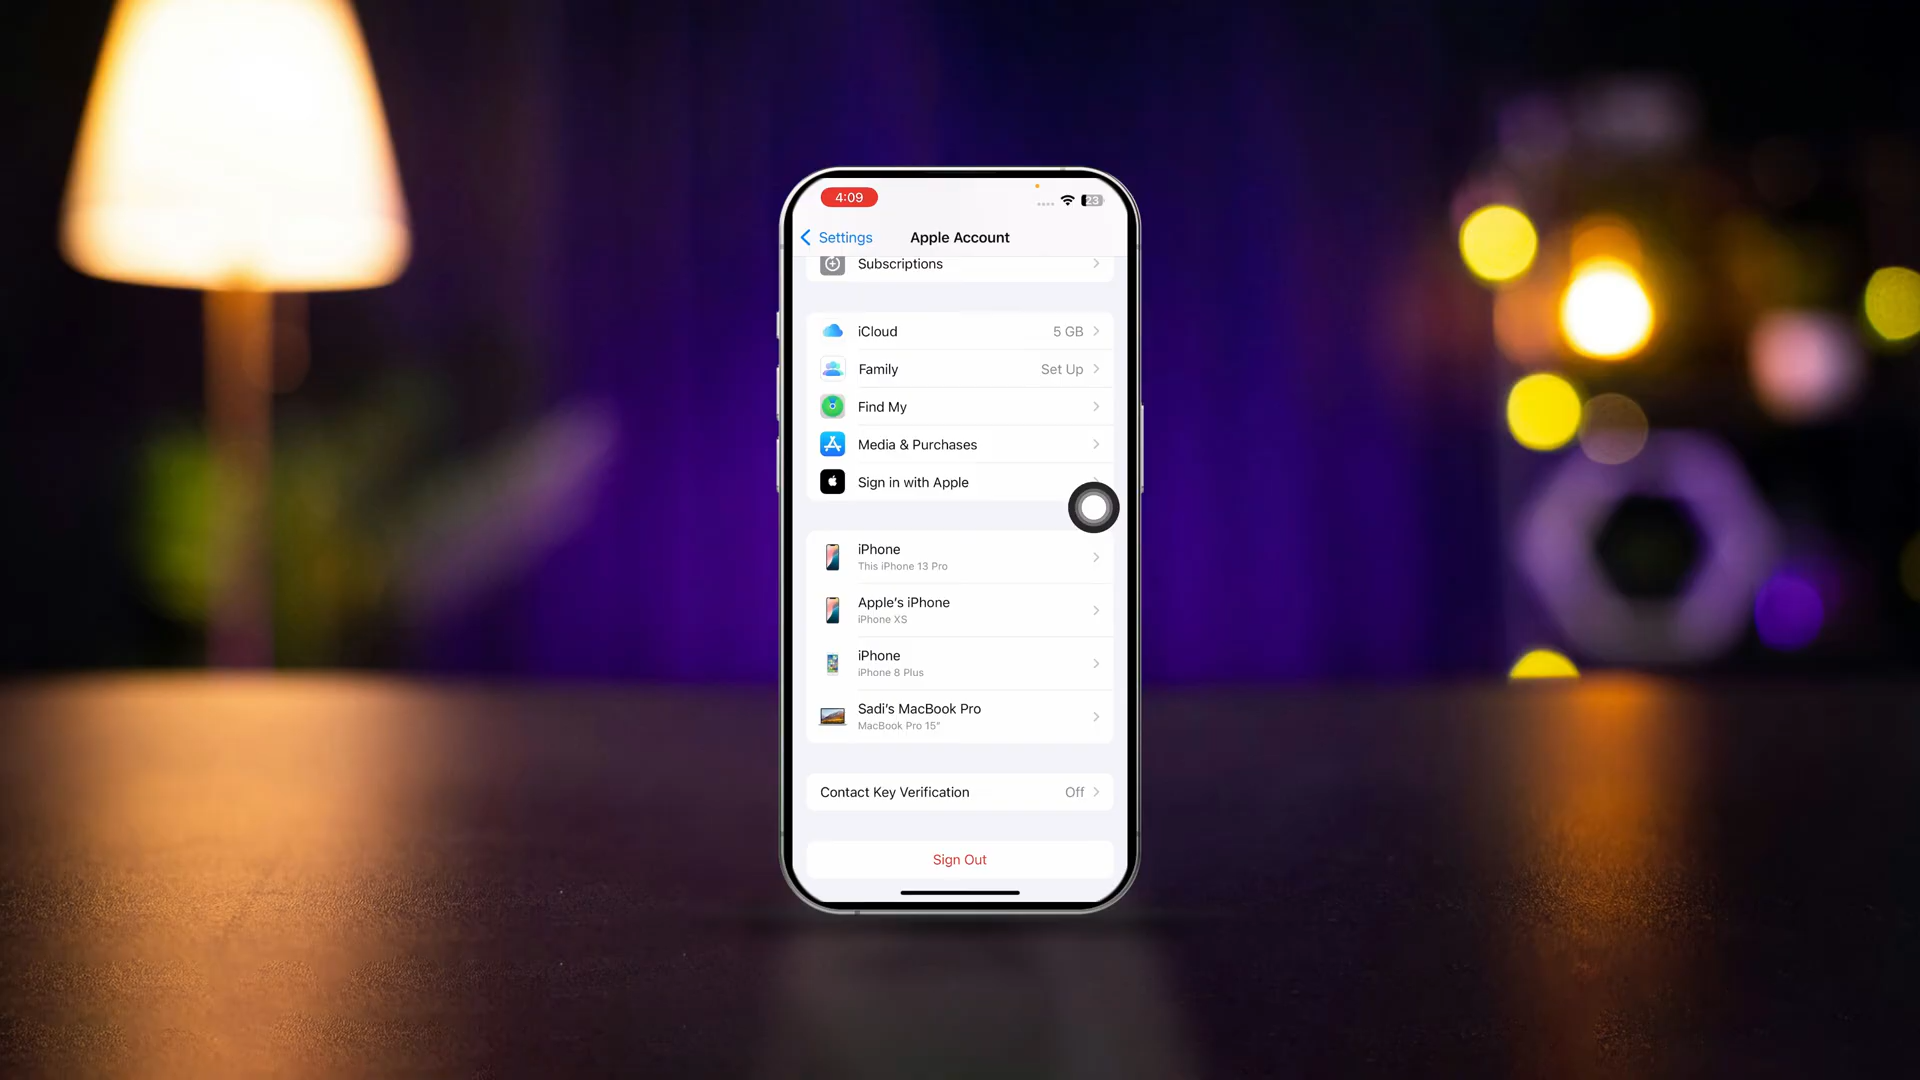 4:09
23
Settings
Apple Account
Subscriptions
iCloud 5 GB
Family Set Up
Find My
Media & Purchases
Sign in with Apple
iPhone
This iPhone 13 Pro
Apple’s iPhone
iPhone XS
iPhone
iPhone 8 Plus
Sadi’s MacBook Pro
MacBook Pro 15"
Contact Key Verification Off
Sign Out